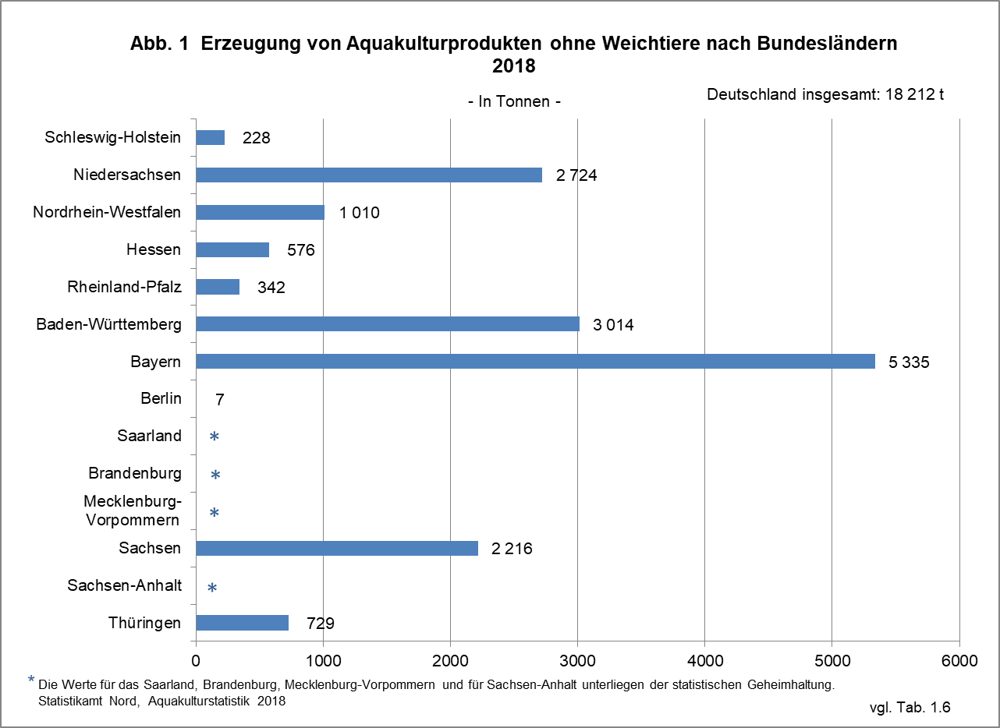 Abb. 1 Erzeugung von Aquakulturprodukten ohne Weichtiere nach Bundesländern
2018
- In Tonnen -
Deutschland insgesamt: 18 212 t
Schleswig-Holstein 228
Niedersachsen 2 724
Nordrhein-Westfalen 1 010
Hessen 576
Rheinland-Pfalz 342
Baden-Württemberg 3 014
Bayern 5 335
Berlin 7
Saarland *
Brandenburg *
Mecklenburg-
Vorpommern *
Sachsen 2 216
Sachsen-Anhalt *
Thüringen 729
0 1000 2000 3000 4000 5000 6000
* Die Werte für das Saarland, Brandenburg, Mecklenburg-Vorpommern und für Sachsen-Anhalt unterliegen der statistischen Geheimhaltung.
Statistikamt Nord, Aquakulturstatistik 2018
vgl. Tab. 1.6